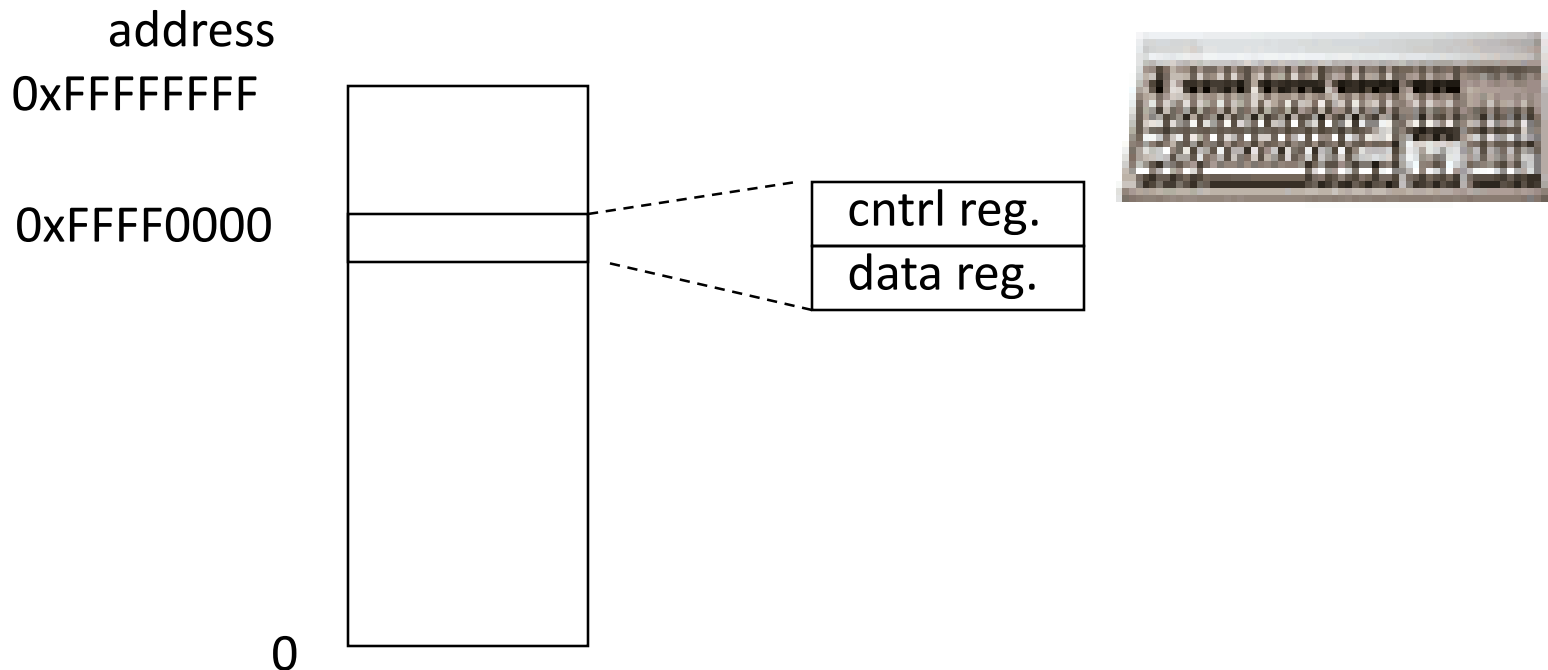 address
0xFFFFFFFF
0xFFFF0000
cntrl reg.
data reg.
0